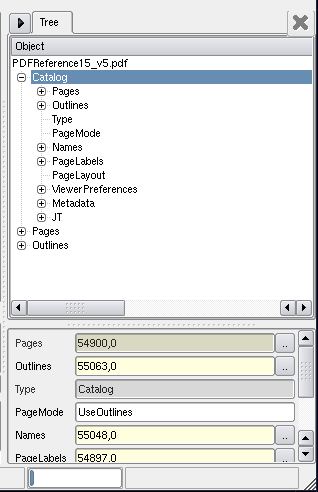 Tree
Object
PDFReference15_v5.pdf
Catalog
Pages
Outlines
Type
PageMode
Names
PageLabels
PageLayout
ViewerPreferences
Metadata
JT
Pages
Outlines
Pages 54900,0 ..
Outlines 55063,0 ..
Type Catalog
PageMode UseOutlines
Names 55048,0 ..
PageLabels 54897,0 ..